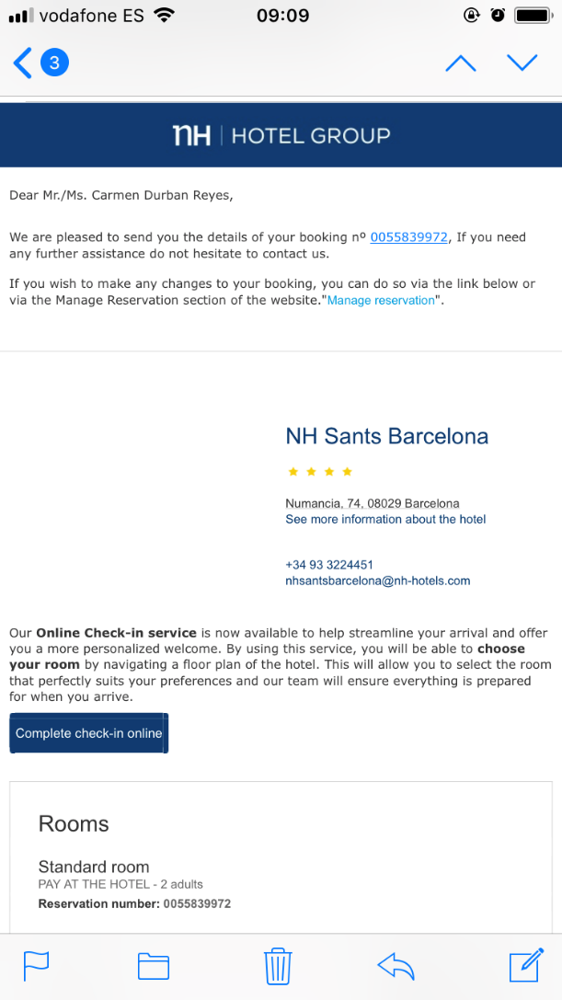 vodafone ES 09:09
3
nH | HOTEL GROUP
Dear Mr./Ms. Carmen Durban Reyes,
We are pleased to send you the details of your booking nº 0055839972, If you need
any further assistance do not hesitate to contact us.
If you wish to make any changes to your booking, you can do so via the link below or
via the Manage Reservation section of the website."Manage reservation".
NH Sants Barcelona
Numancia, 74, 08029 Barcelona
See more information about the hotel
+34 93 3224451
nhsantsbarcelona@nh-hotels.com
Our Online Check-in service is now available to help streamline your arrival and offer
you a more personalized welcome. By using this service, you will be able to choose
your room by navigating a floor plan of the hotel. This will allow you to select the room
that perfectly suits your preferences and our team will ensure everything is prepared
for when you arrive.
Complete check-in online
Rooms
Standard room
PAY AT THE HOTEL - 2 adults
Reservation number: 0055839972